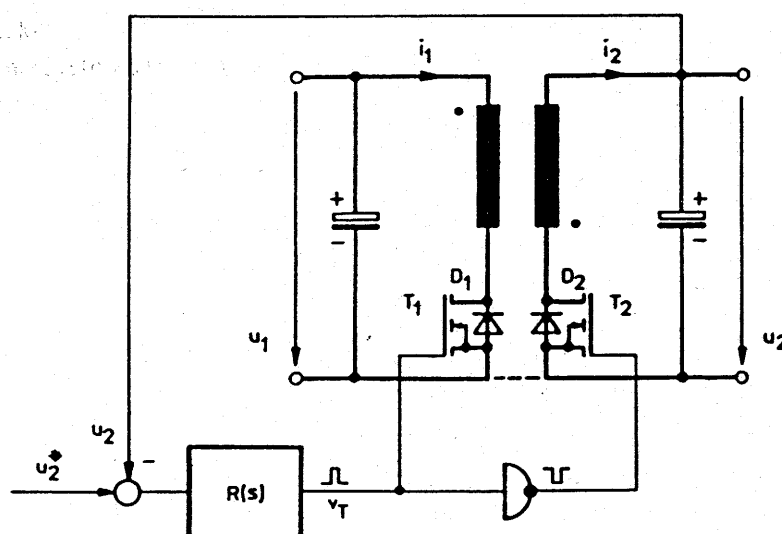 i1 i2
+ +
- -
D1 D2
T1 T2
u1 u2
u2
u2* -
R(s)
vT